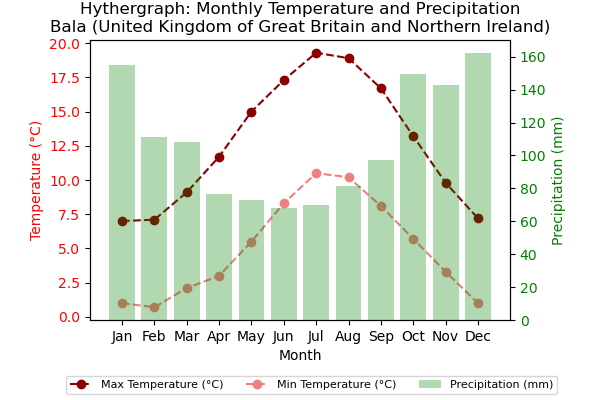 Hythergraph: Monthly Temperature and Precipitation
Bala (United Kingdom of Great Britain and Northern Ireland)
20.0
17.5
15.0
12.5
10.0
7.5
5.0
2.5
0.0
Temperature (°C)
160
140
120
100
80
60
40
20
0
Precipitation (mm)
Jan Feb Mar Apr May Jun Jul Aug Sep Oct Nov Dec
Month
Max Temperature (°C) Min Temperature (°C) Precipitation (mm)